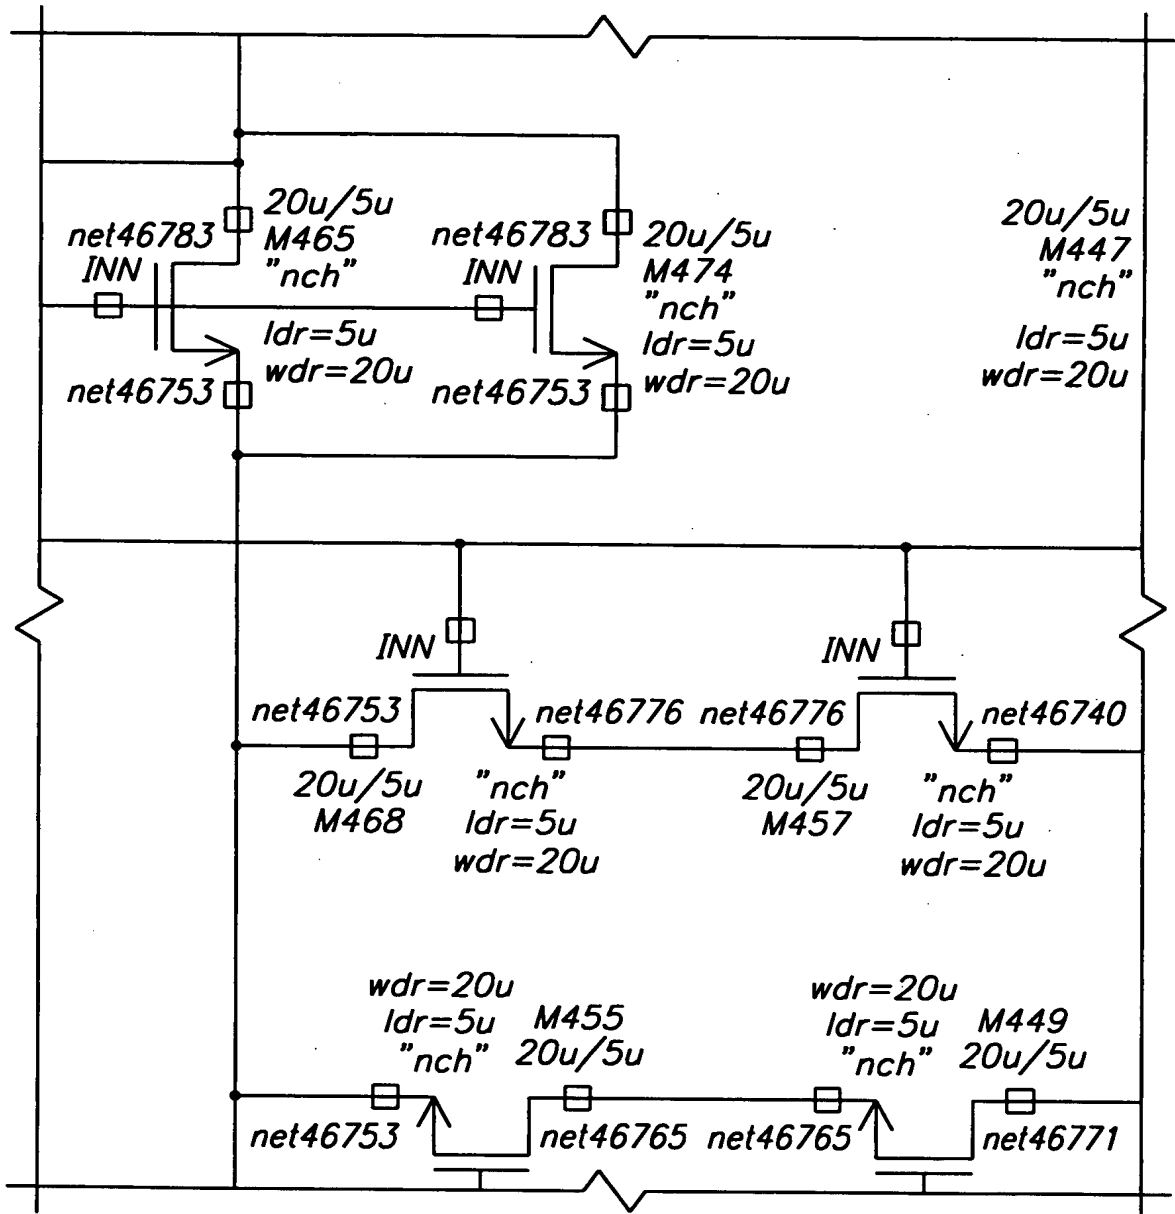 20u/5u
M465
"nch"
net46783
INN
ldr=5u
wdr=20u
net46753
20u/5u
M474
"nch"
net46783
INN
ldr=5u
wdr=20u
net46753
20u/5u
M447
"nch"
ldr=5u
wdr=20u
INN
net46753
net46776
20u/5u
M468
"nch"
ldr=5u
wdr=20u
INN
net46776
net46740
20u/5u
M457
"nch"
ldr=5u
wdr=20u
wdr=20u
ldr=5u
"nch"
M455
20u/5u
net46753
net46765
wdr=20u
ldr=5u
"nch"
M449
20u/5u
net46765
net46771